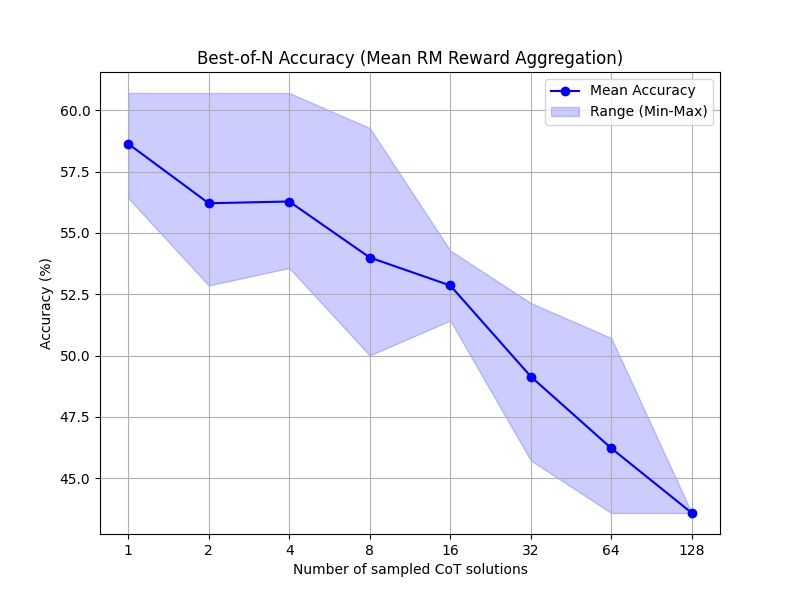 Best-of-N Accuracy (Mean RM Reward Aggregation)
Mean Accuracy
Range (Min-Max)
Accuracy (%)
60.0
57.5
55.0
52.5
50.0
47.5
45.0
1 2 4 8 16 32 64 128
Number of sampled CoT solutions